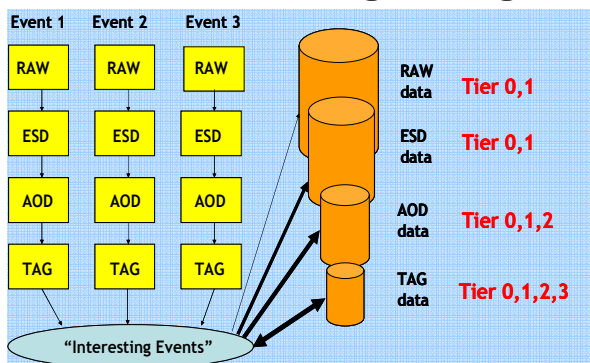 Event 1 Event 2 Event 3
RAW RAW RAW
ESD ESD ESD
AOD AOD AOD
TAG TAG TAG
“Interesting Events”
RAW
data
Tier 0,1
ESD
data
Tier 0,1
AOD
data
Tier 0,1,2
TAG
data
Tier 0,1,2,3